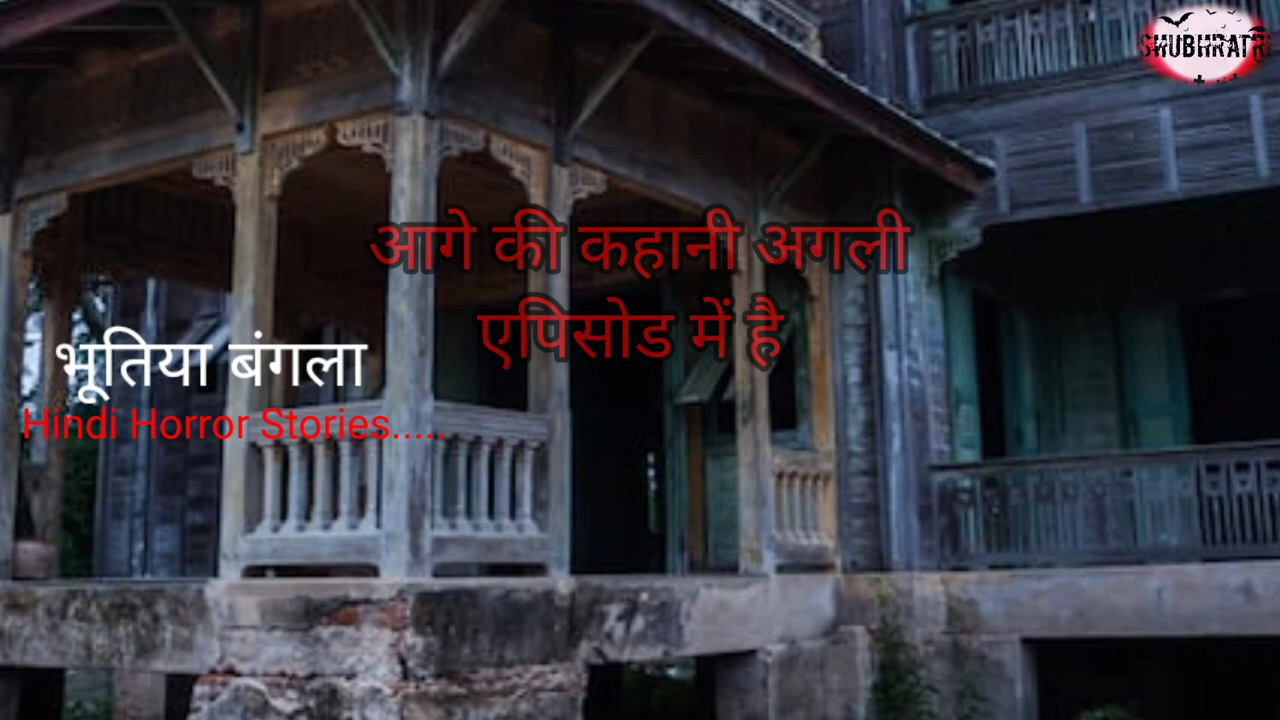 SHUBHRATRI
आगे की कहानी अगली
एपिसोड में है
भूतिया बंगला
Hindi Horror Stories.....